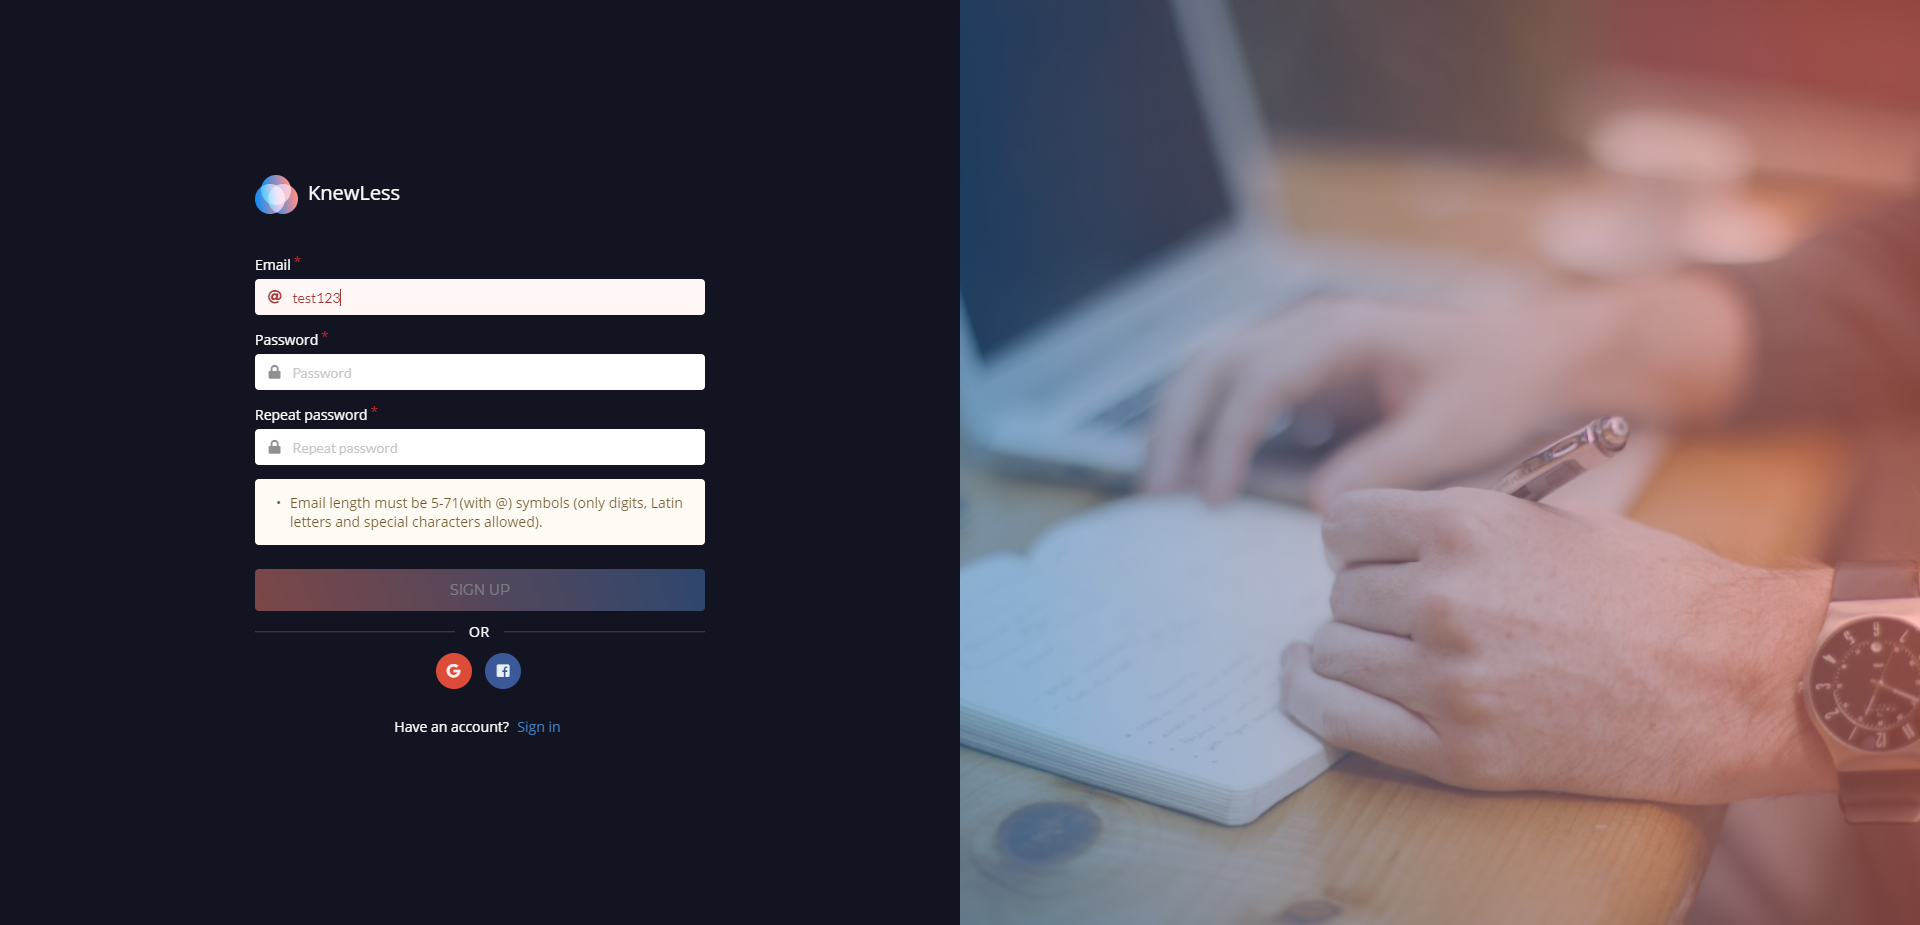 KnewLess
Email *
@ test123
Password *
Password
Repeat password *
Repeat password
• Email length must be 5-71(with @) symbols (only digits, Latin
letters and special characters allowed).
SIGN UP
OR
Have an account? Sign in